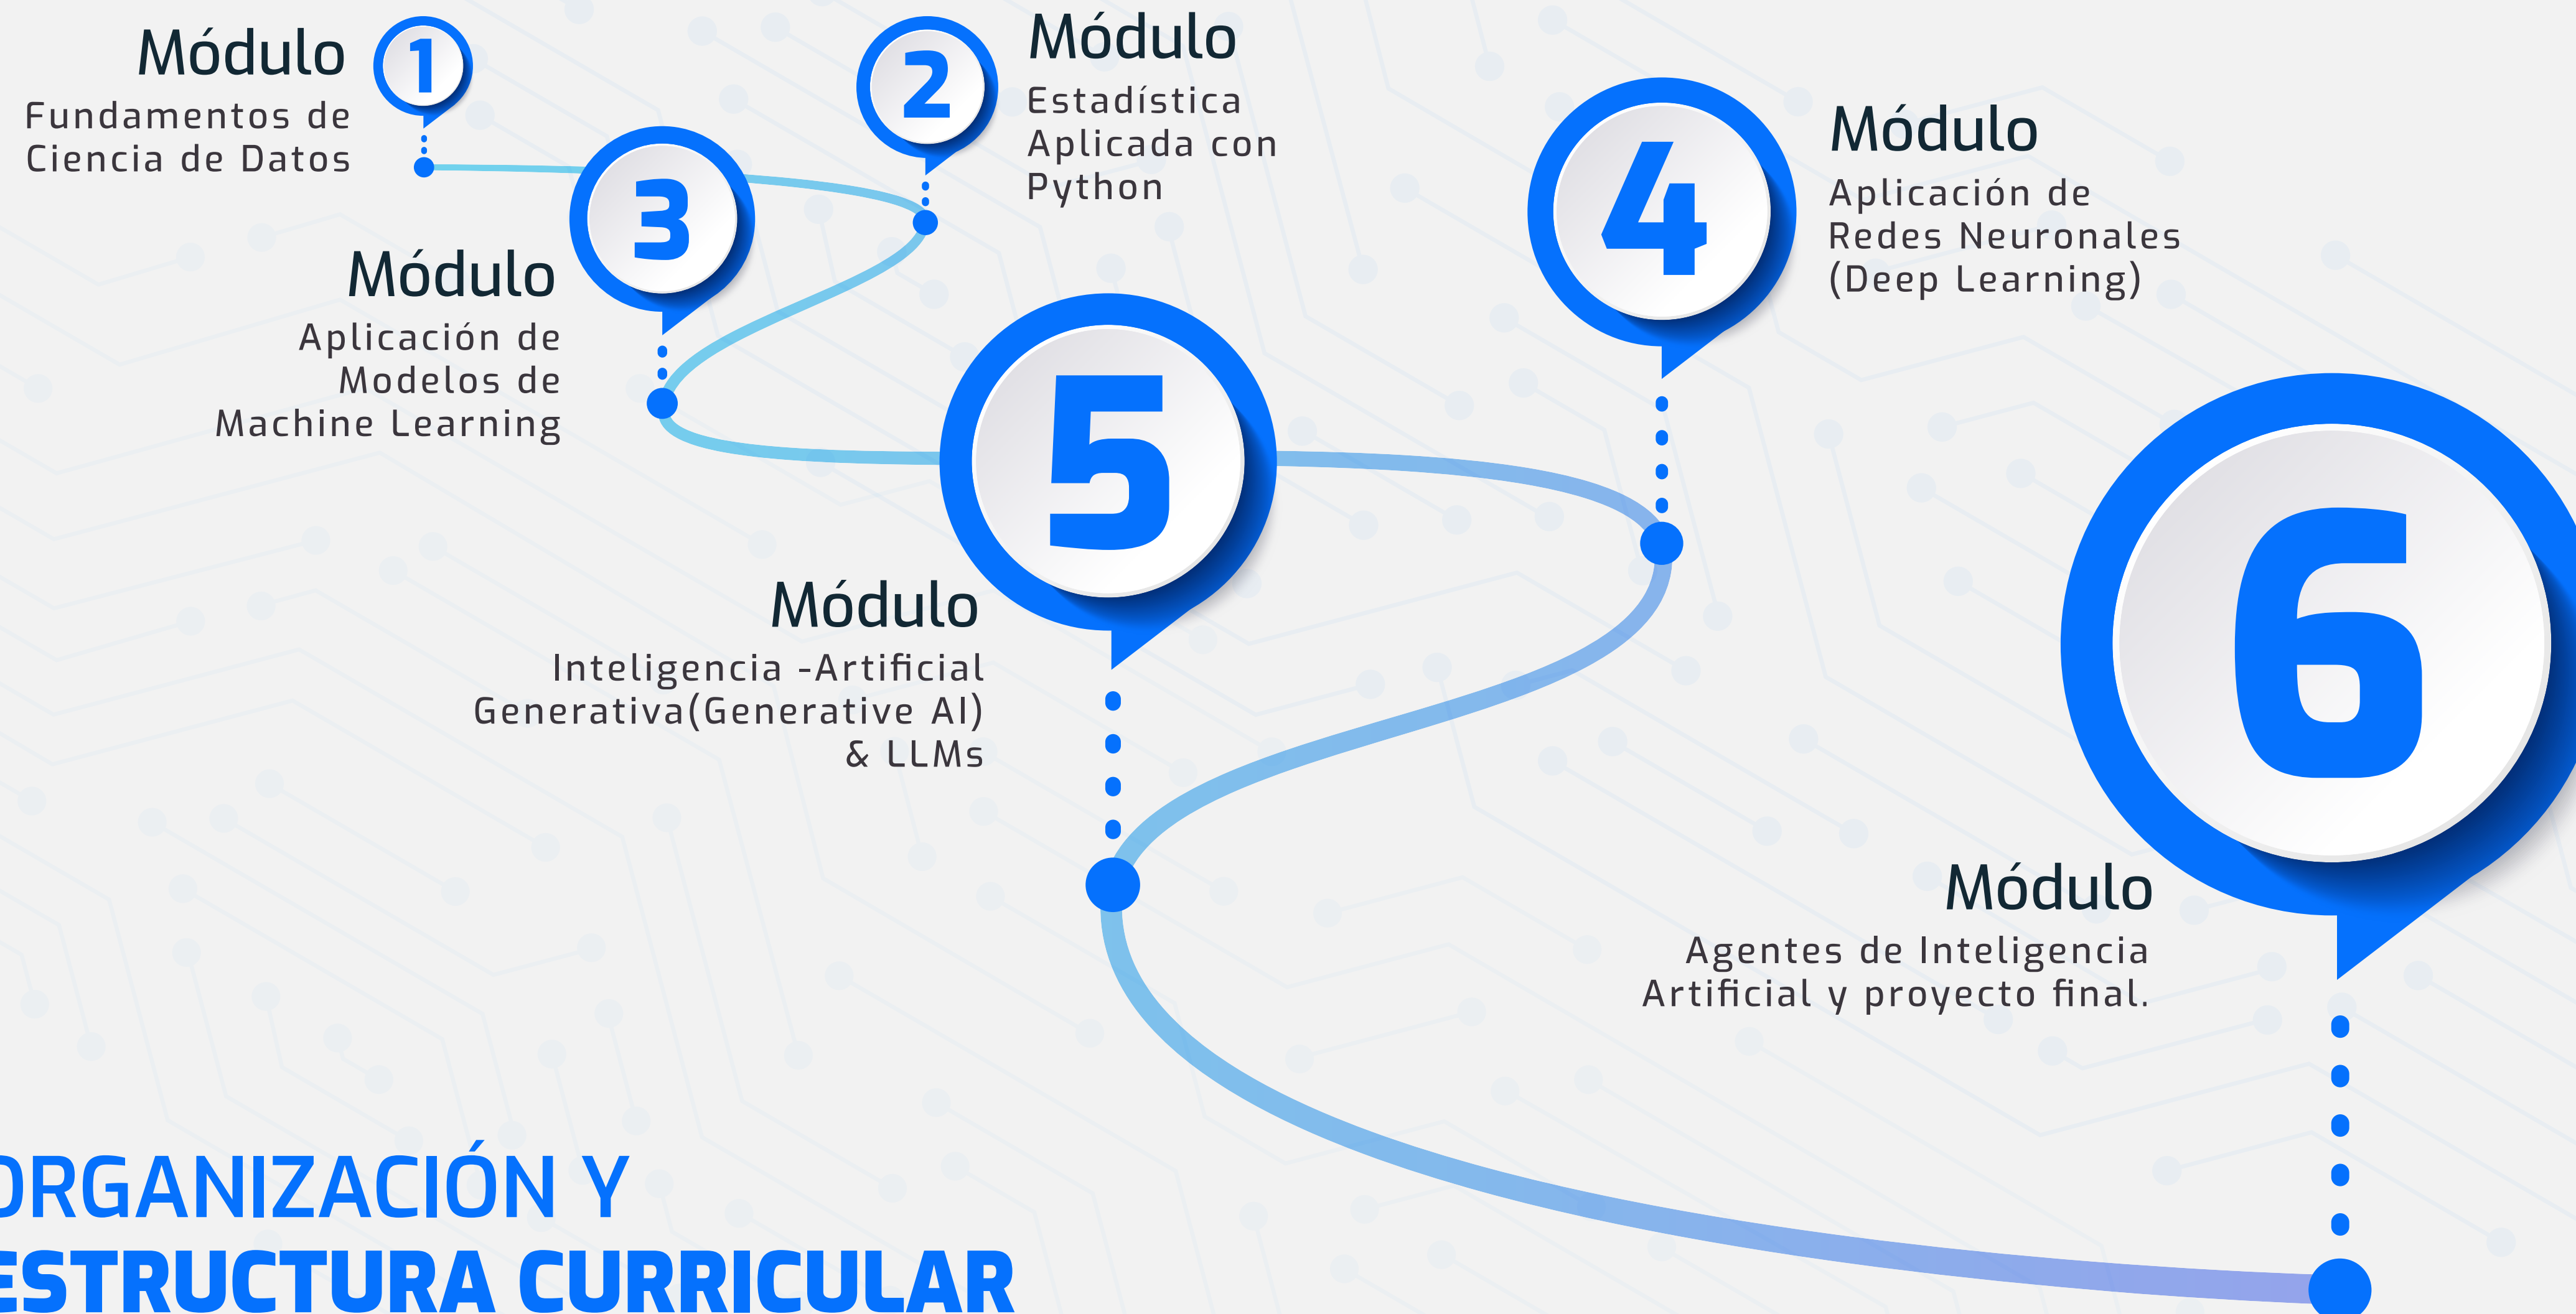 Módulo 1
Fundamentos de
Ciencia de Datos
2 Módulo
Estadística
Aplicada con
Python
3
Módulo
Aplicación de
Modelos de
Machine Learning
4 Módulo
Aplicación de
Redes Neuronales
(Deep Learning)
5
Módulo
Inteligencia -Artificial
Generativa(Generative AI)
& LLMs
6
Módulo
Agentes de Inteligencia
Artificial y proyecto final.
ORGANIZACIÓN Y
ESTRUCTURA CURRICULAR